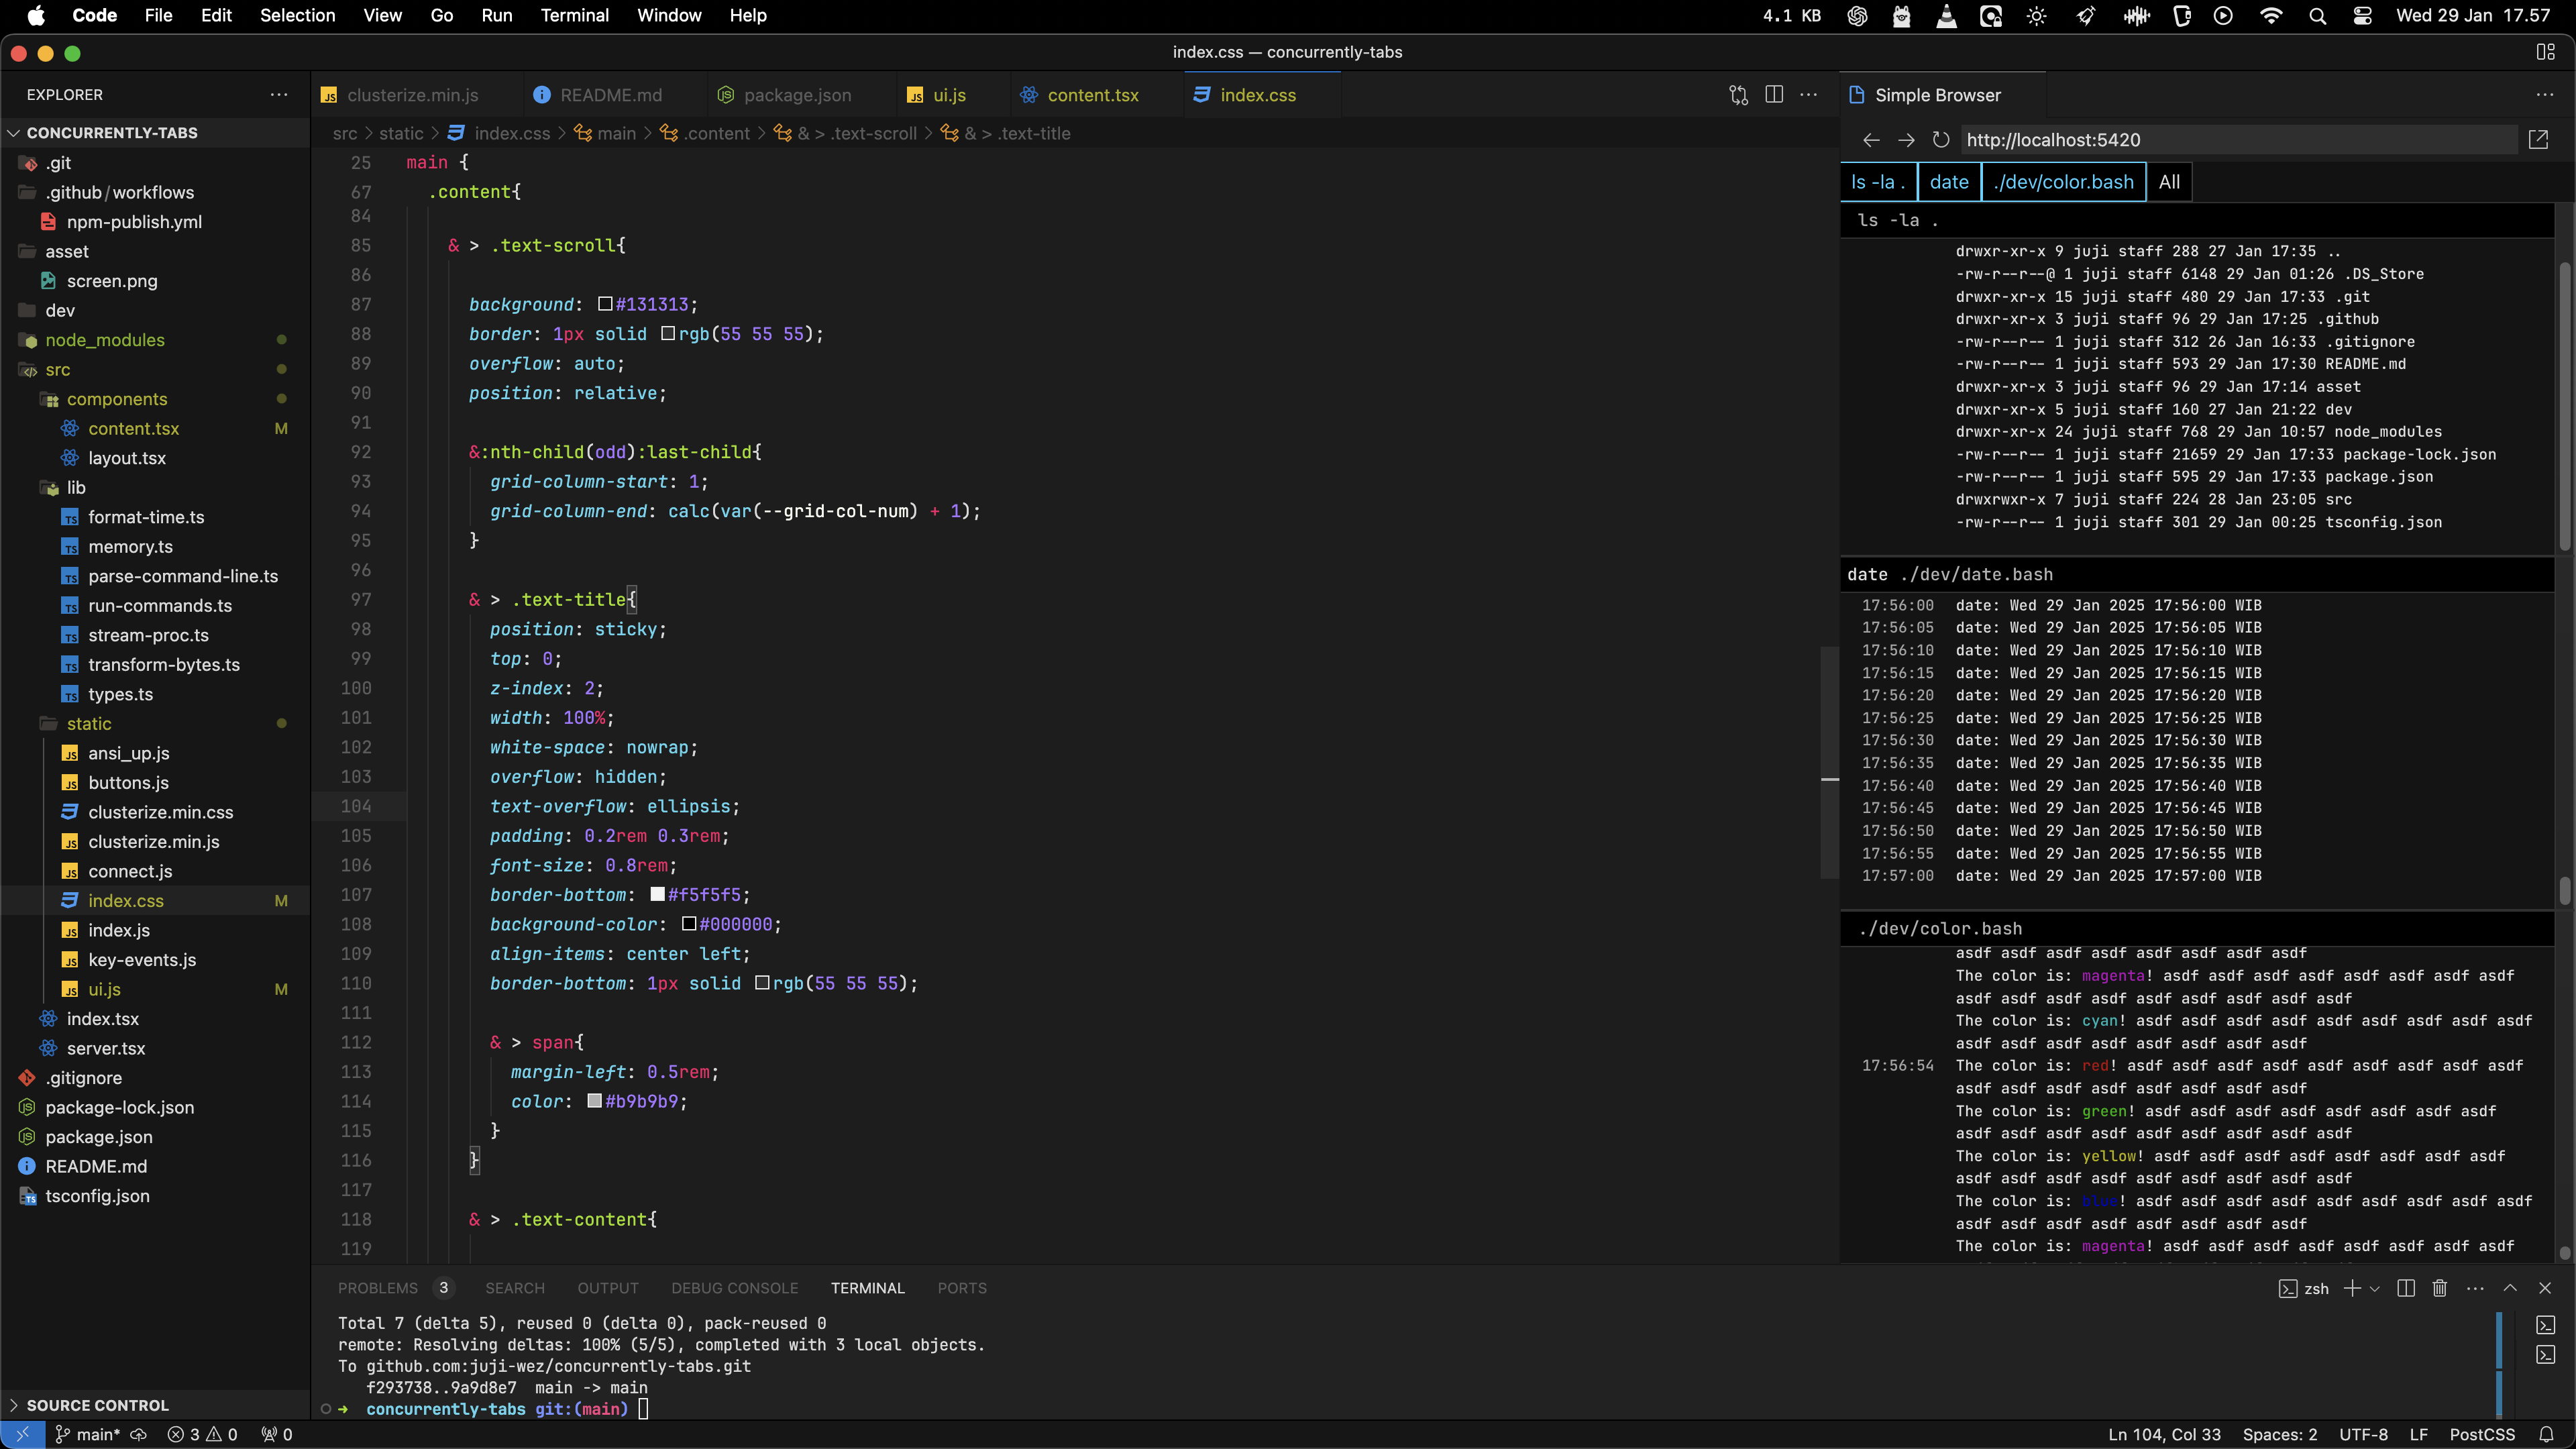 Code File Edit Selection View Go Run Terminal Window Help 4.1 KB Wed 29 Jan 17.57
index.css — concurrently-tabs
EXPLORER
CONCURRENTLY-TABS
.git
.github/workflows
npm-publish.yml
asset
screen.png
dev
node_modules
src
components
content.tsx M
layout.tsx
lib
format-time.ts
memory.ts
parse-command-line.ts
run-commands.ts
stream-proc.ts
transform-bytes.ts
types.ts
static
ansi_up.js
buttons.js
clusterize.min.css
clusterize.min.js
connect.js
index.css M
index.js
key-events.js
ui.js M
index.tsx
server.tsx
.gitignore
package-lock.json
package.json
README.md
tsconfig.json
SOURCE CONTROL
clusterize.min.js README.md package.json ui.js content.tsx index.css
src > static > index.css > main > .content > & > .text-scroll > & > .text-title
25 main {
67 .content{
84
85 & > .text-scroll{
86
87 background: #131313;
88 border: 1px solid rgb(55 55 55);
89 overflow: auto;
90 position: relative;
91
92 &:nth-child(odd):last-child{
93 grid-column-start: 1;
94 grid-column-end: calc(var(--grid-col-num) + 1);
95 }
96
97 & > .text-title{
98 position: sticky;
99 top: 0;
100 z-index: 2;
101 width: 100%;
102 white-space: nowrap;
103 overflow: hidden;
104 text-overflow: ellipsis;
105 padding: 0.2rem 0.3rem;
106 font-size: 0.8rem;
107 border-bottom: #f5f5f5;
108 background-color: #000000;
109 align-items: center left;
110 border-bottom: 1px solid rgb(55 55 55);
111
112 & > span{
113 margin-left: 0.5rem;
114 color: #b9b9b9;
115 }
116 }
117
118 & > .text-content{
119
Simple Browser
http://localhost:5420
ls -la . date ./dev/color.bash All
ls -la .
drwxr-xr-x 9 juji staff 288 27 Jan 17:35 ..
-rw-r--r--@ 1 juji staff 6148 29 Jan 01:26 .DS_Store
drwxr-xr-x 15 juji staff 480 29 Jan 17:33 .git
drwxr-xr-x 3 juji staff 96 29 Jan 17:25 .github
-rw-r--r-- 1 juji staff 312 26 Jan 16:33 .gitignore
-rw-r--r-- 1 juji staff 593 29 Jan 17:30 README.md
drwxr-xr-x 3 juji staff 96 29 Jan 17:14 asset
drwxr-xr-x 5 juji staff 160 27 Jan 21:22 dev
drwxr-xr-x 24 juji staff 768 29 Jan 10:57 node_modules
-rw-r--r-- 1 juji staff 21659 29 Jan 17:33 package-lock.json
-rw-r--r-- 1 juji staff 595 29 Jan 17:33 package.json
drwxrwxr-x 7 juji staff 224 28 Jan 23:05 src
-rw-r--r-- 1 juji staff 301 29 Jan 00:25 tsconfig.json
date ./dev/date.bash
17:56:00 date: Wed 29 Jan 2025 17:56:00 WIB
17:56:05 date: Wed 29 Jan 2025 17:56:05 WIB
17:56:10 date: Wed 29 Jan 2025 17:56:10 WIB
17:56:15 date: Wed 29 Jan 2025 17:56:15 WIB
17:56:20 date: Wed 29 Jan 2025 17:56:20 WIB
17:56:25 date: Wed 29 Jan 2025 17:56:25 WIB
17:56:30 date: Wed 29 Jan 2025 17:56:30 WIB
17:56:35 date: Wed 29 Jan 2025 17:56:35 WIB
17:56:40 date: Wed 29 Jan 2025 17:56:40 WIB
17:56:45 date: Wed 29 Jan 2025 17:56:45 WIB
17:56:50 date: Wed 29 Jan 2025 17:56:50 WIB
17:56:55 date: Wed 29 Jan 2025 17:56:55 WIB
17:57:00 date: Wed 29 Jan 2025 17:57:00 WIB
./dev/color.bash
asdf asdf asdf asdf asdf asdf asdf asdf
The color is: magenta! asdf asdf asdf asdf asdf asdf asdf asdf
asdf asdf asdf asdf asdf asdf asdf asdf asdf
The color is: cyan! asdf asdf asdf asdf asdf asdf asdf asdf asdf
asdf asdf asdf asdf asdf asdf asdf asdf
17:56:54 The color is: red! asdf asdf asdf asdf asdf asdf asdf asdf asdf
asdf asdf asdf asdf asdf asdf asdf asdf
The color is: green! asdf asdf asdf asdf asdf asdf asdf asdf
asdf asdf asdf asdf asdf asdf asdf asdf asdf
The color is: yellow! asdf asdf asdf asdf asdf asdf asdf asdf
asdf asdf asdf asdf asdf asdf asdf asdf asdf
The color is: blue! asdf asdf asdf asdf asdf asdf asdf asdf asdf
asdf asdf asdf asdf asdf asdf asdf asdf
The color is: magenta! asdf asdf asdf asdf asdf asdf asdf asdf
PROBLEMS 3 SEARCH OUTPUT DEBUG CONSOLE TERMINAL PORTS zsh
Total 7 (delta 5), reused 0 (delta 0), pack-reused 0
remote: Resolving deltas: 100% (5/5), completed with 3 local objects.
To github.com:juji-wez/concurrently-tabs.git
f293738..9a9d8e7 main -> main
➜ concurrently-tabs git:(main)
main* 3 0 0 Ln 104, Col 33 Spaces: 2 UTF-8 LF PostCSS